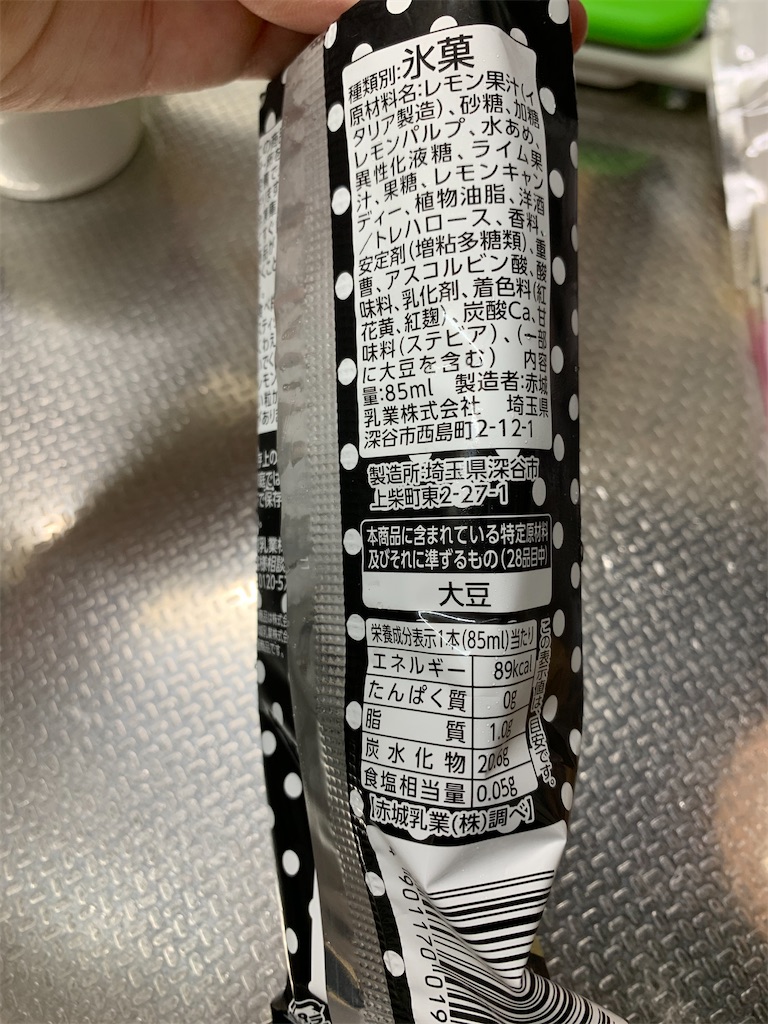 種類別:氷菓
原材料名:レモン果汁(イ
タリア製造)、砂糖、加糖
レモンパルプ、水あめ、
異性化液糖、ライム果
汁、果糖、レモンキャン
ディー、植物油脂、洋酒
/トレハロース、香料、
安定剤(増粘多糖類)、重
曹、アスコルビン酸、酸
味料、乳化剤、着色料(紅
花黄、紅麹)、炭酸Ca、甘
味料(ステビア)、(一部
に大豆を含む) 内容
量:85ml 製造者:赤城
乳業株式会社 埼玉県
深谷市西島町2-12-1
製造所:埼玉県深谷市
上柴町東2-27-1
本商品に含まれている特定原材料
及びそれに準ずるもの(28品目中)
大豆
栄養成分表示1本(85ml)当たり
エネルギー 89kcal
たんぱく質 0g
脂質 1.0g
炭水化物 20.6g
食塩相当量 0.05g
この表示値は、目安です。
[赤城乳業(株)調べ]
901170 019